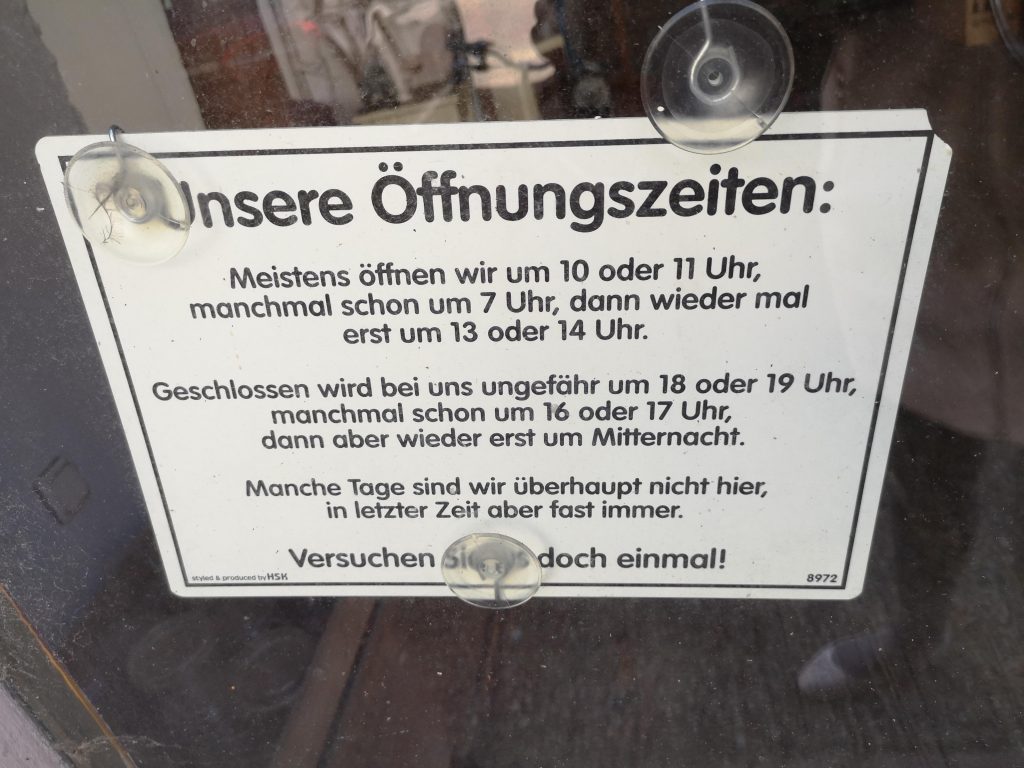 Unsere Öffnungszeiten:
Meistens öffnen wir um 10 oder 11 Uhr,
manchmal schon um 7 Uhr, dann wieder mal
erst um 13 oder 14 Uhr.
Geschlossen wird bei uns ungefähr um 18 oder 19 Uhr,
manchmal schon um 16 oder 17 Uhr,
dann aber wieder erst um Mitternacht.
Manche Tage sind wir überhaupt nicht hier,
in letzter Zeit aber fast immer.
Versuchen Sie es doch einmal!
styled & produced by HSK
8972